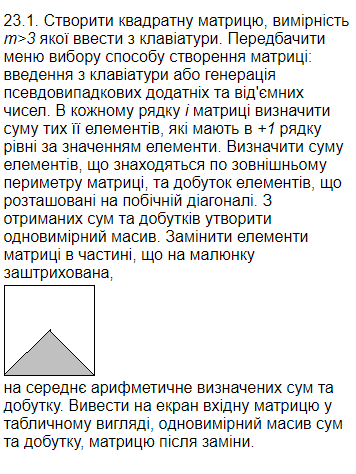 23.1. Створити квадратну матрицю, вимірність
m>3 якої ввести з клавіатури. Передбачити
меню вибору способу створення матриці:
введення з клавіатури або генерація
псевдовипадкових додатніх та від'ємних
чисел. В кожному рядку i матриці визначити
суму тих її елементів, які мають в +1 рядку
рівні за значенням елементи. Визначити суму
елементів, що знаходяться по зовнішньому
периметру матриці, та добуток елементів, що
розташовані на побічній діагоналі. З
отриманих сум та добутків утворити
одновимірний масив. Замінити елементи
матриці в частині, що на малюнку
заштрихована,
на середнє арифметичне визначених сум та
добутку. Вивести на екран вхідну матрицю у
табличному вигляді, одновимірний масив сум
та добутку, матрицю після заміни.